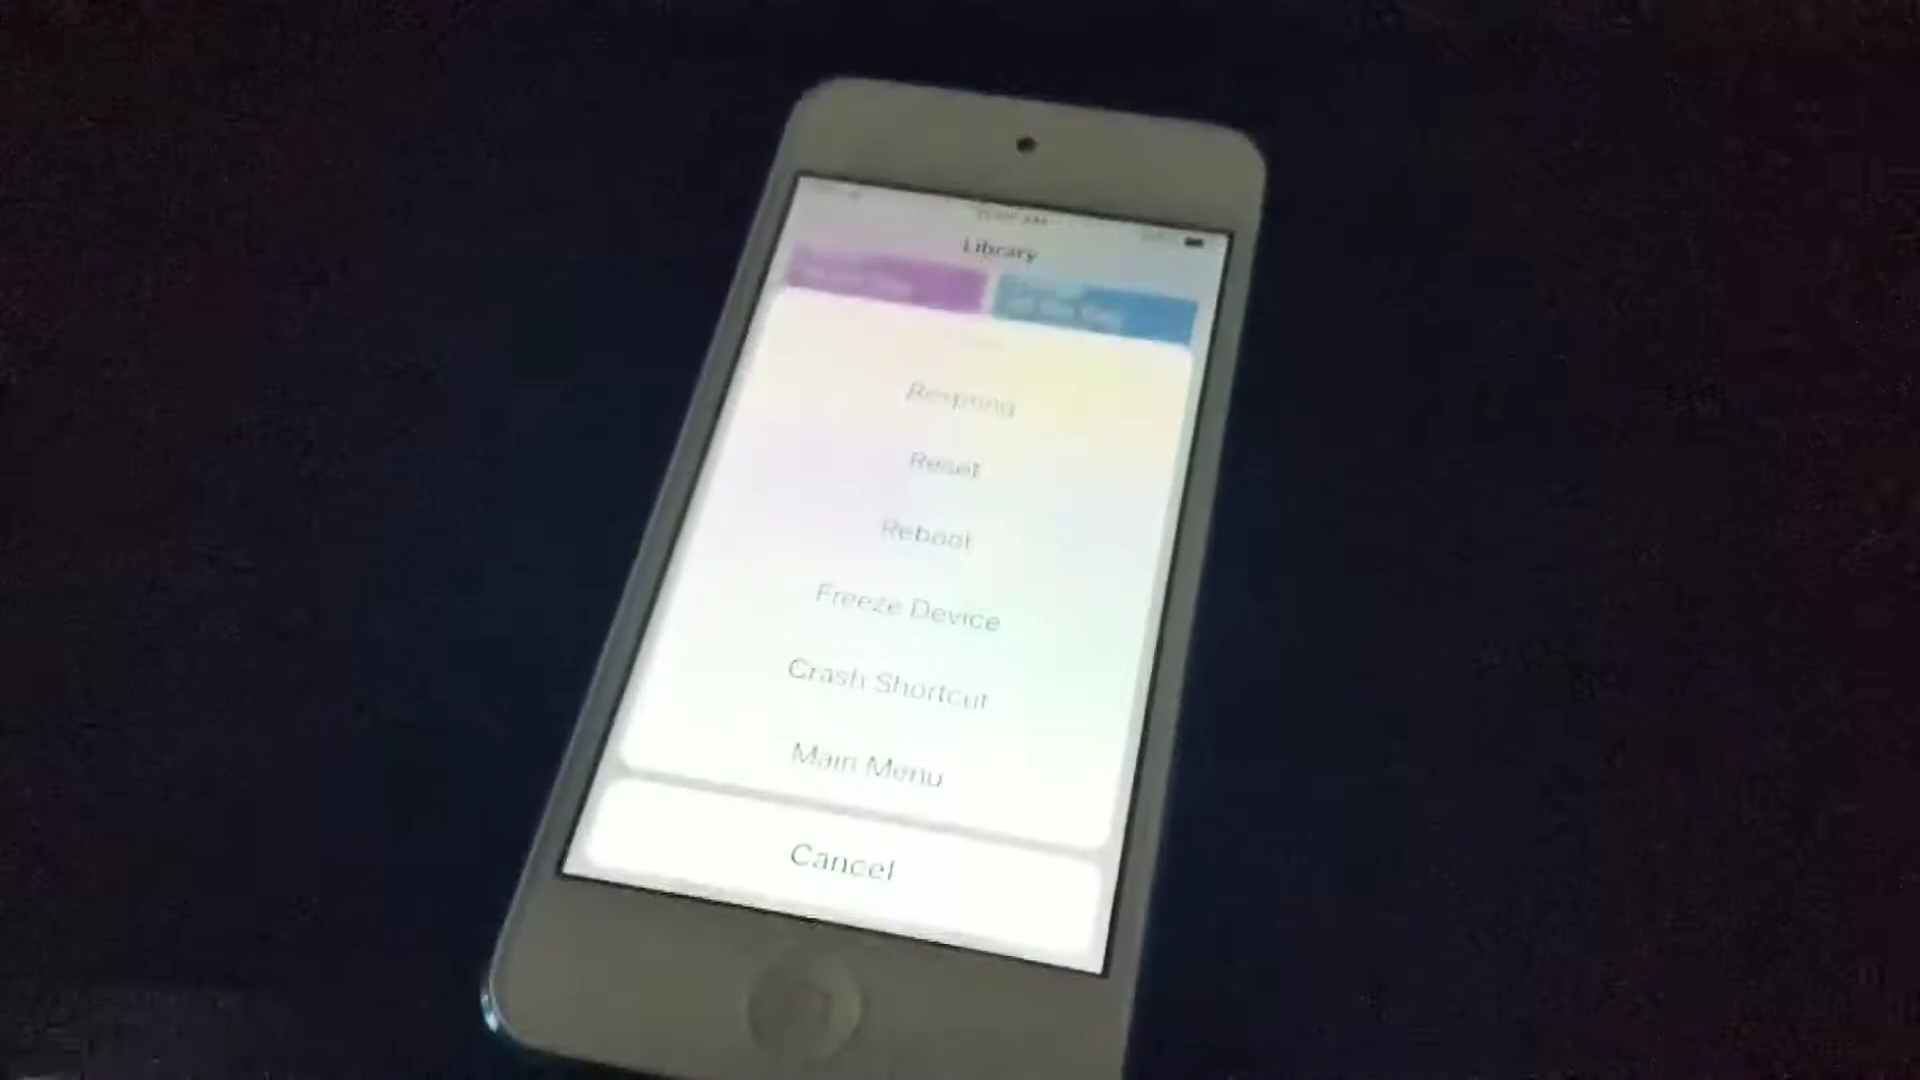 Library
Respring
Reset
Reboot
Freeze Device
Crash Shortcut
Main Menu
Cancel